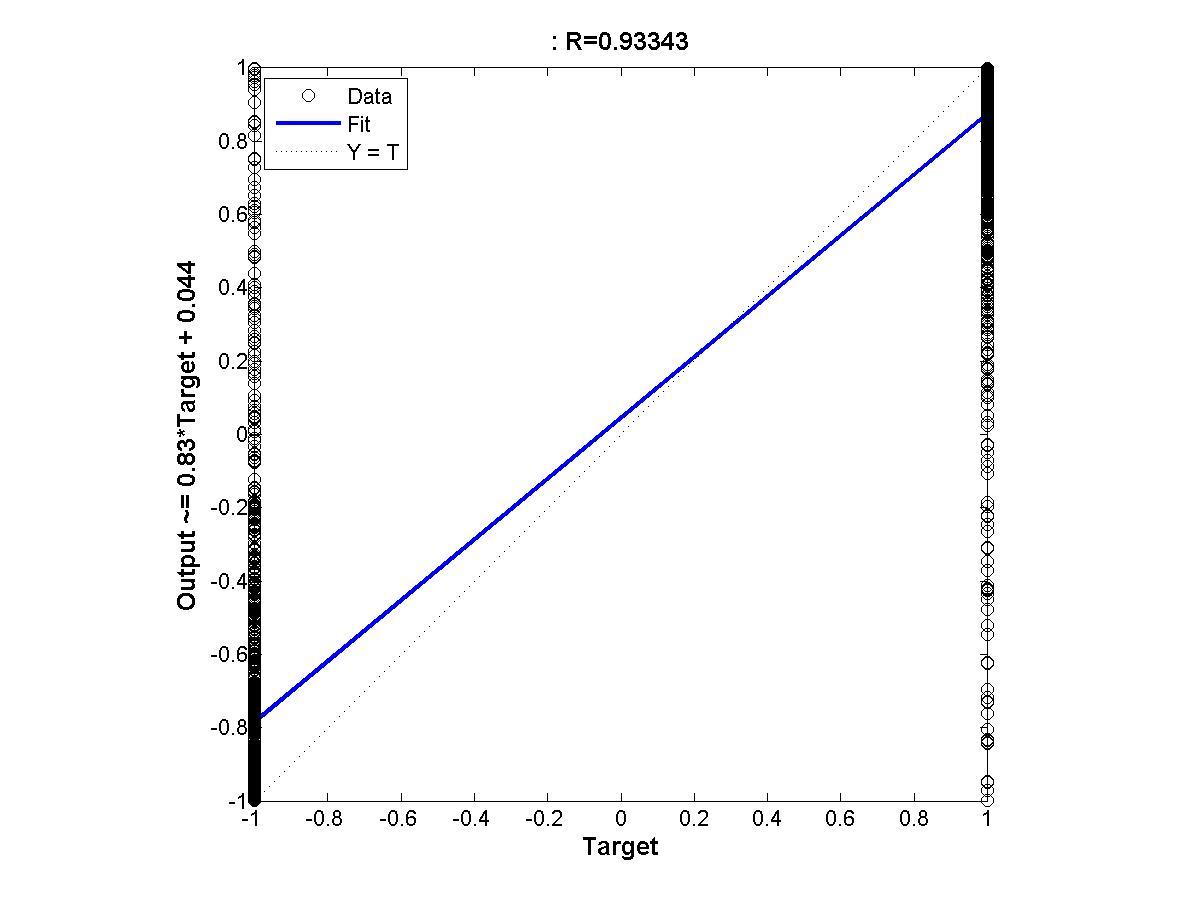 : R=0.93343
Data
Fit
Y = T
Output ~= 0.83*Target + 0.044
1
0.8
0.6
0.4
0.2
0
-0.2
-0.4
-0.6
-0.8
-1
-1 -0.8 -0.6 -0.4 -0.2 0 0.2 0.4 0.6 0.8 1
Target